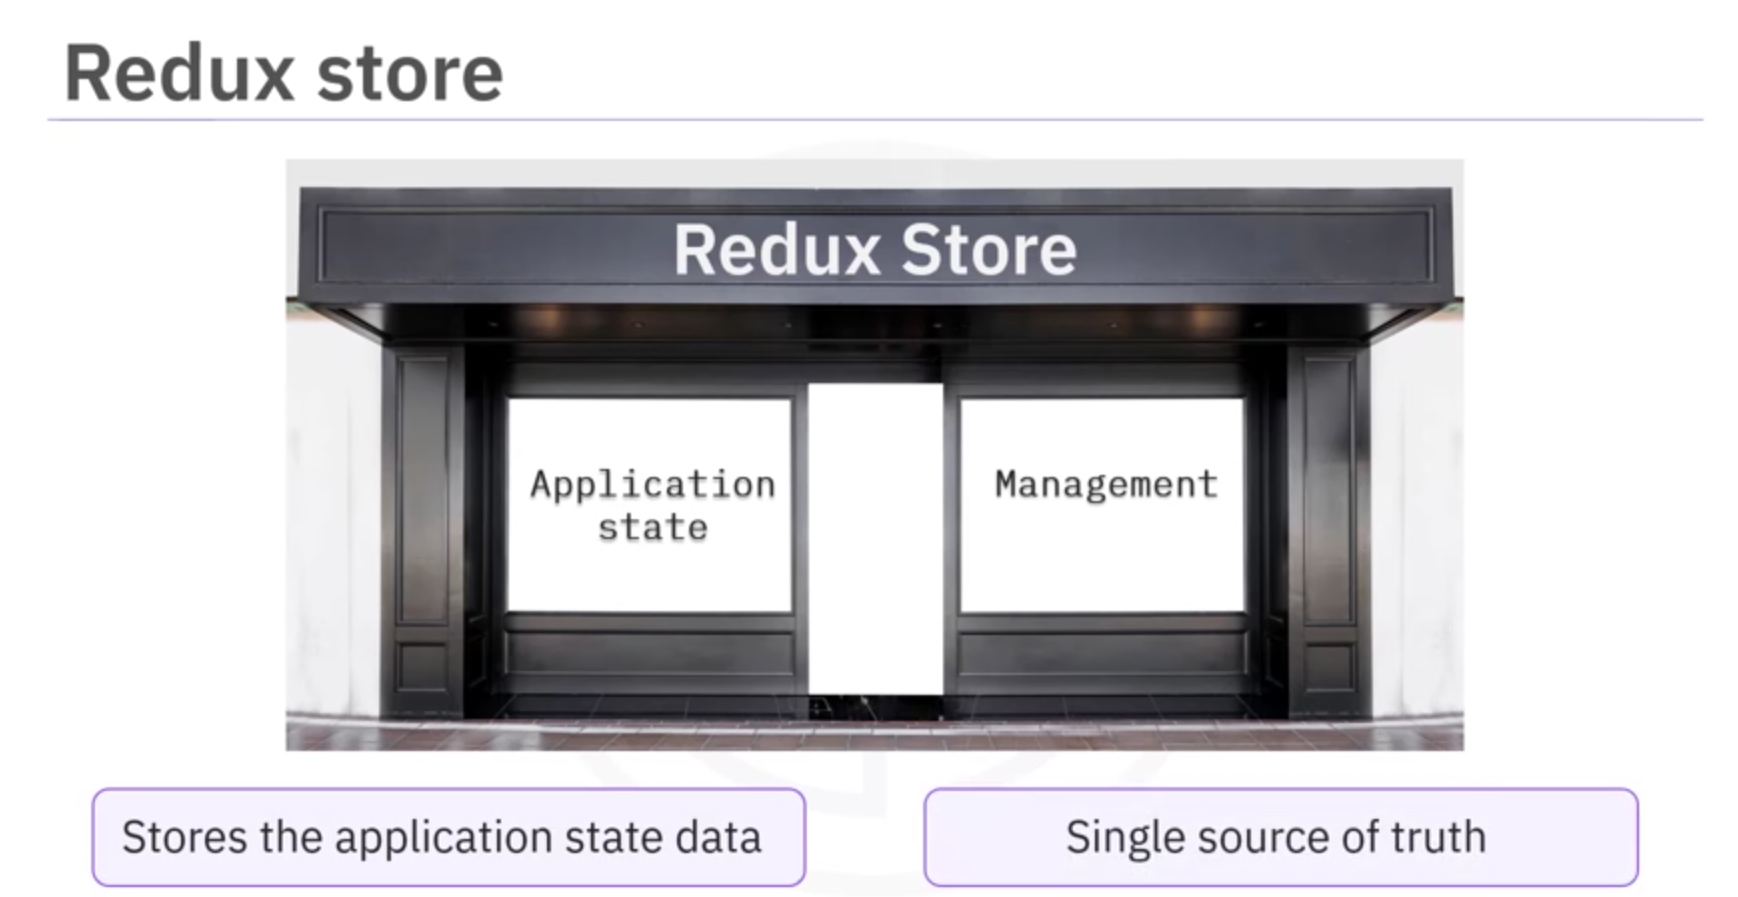 Redux store
Redux Store
Application
state
Management
Stores the application state data
Single source of truth